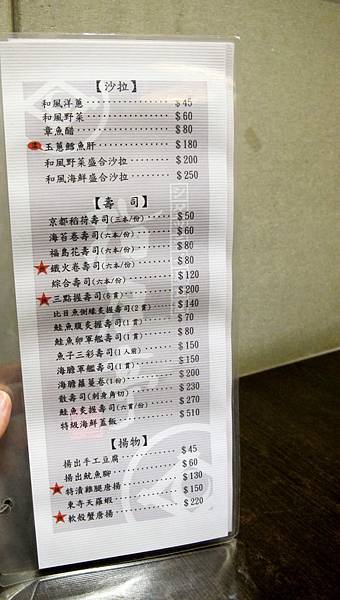 【沙拉】
和風洋蔥 $45
和風野菜 $60
章魚醋 $80
玉蔥鱈魚肝 $180
和風野菜盛合沙拉 $200
和風海鮮盛合沙拉 $250
【壽 司】
京都稻荷壽司(三本/份) $50
海苔卷壽司(六本/份) $60
福島花壽司(六本/份) $80
鐵火卷壽司(六本/份) $80
綜合壽司(六本/份) $120
三點握壽司(6貫) $200
比目魚側緣炙握壽司(2貫) $140
鮭魚腹炙握壽司(1貫) $70
鮭魚卵軍艦壽司(1貫) $80
魚子三彩壽司(1人前) $150
海膽軍艦壽司(1貫) $150
海膽蘿蔓卷(1份) $200
散壽司(刺身角切) $230
鮭魚炙握壽司(六貫/份) $270
特級海鮮蓋飯 $510
【揚物】
揚出手工豆腐 $45
揚出魷魚腳 $60
特漬雞腿唐揚 $130
東寺天羅蝦 $150
軟殼蟹唐揚 $220